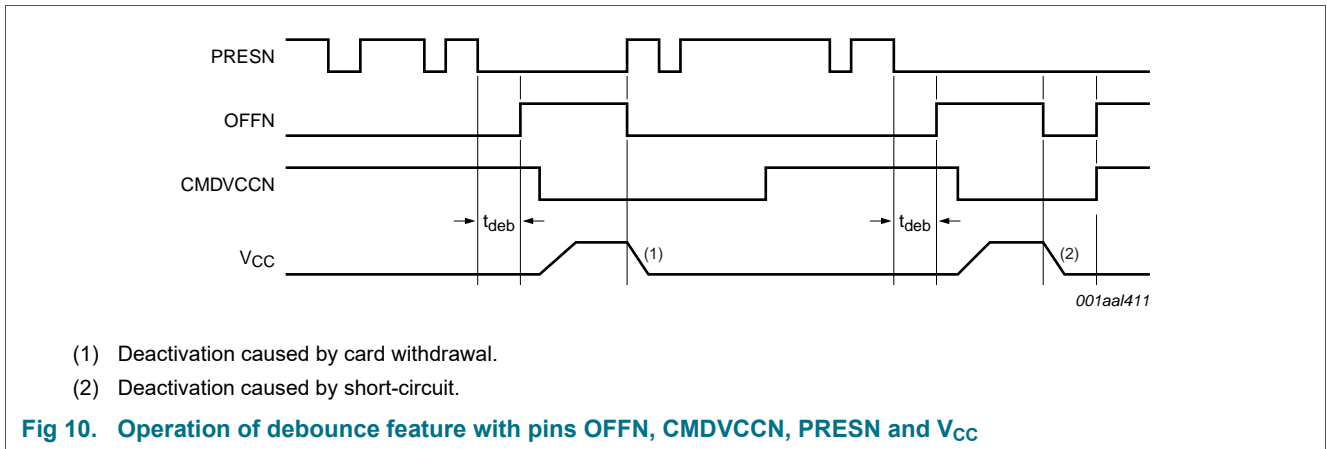 PRESN
OFFN
CMDVCCN
tdeb
tdeb
VCC
(1)
(2)
001aal411
(1) Deactivation caused by card withdrawal.
(2) Deactivation caused by short-circuit.
Fig 10. Operation of debounce feature with pins OFFN, CMDVCCN, PRESN and VCC